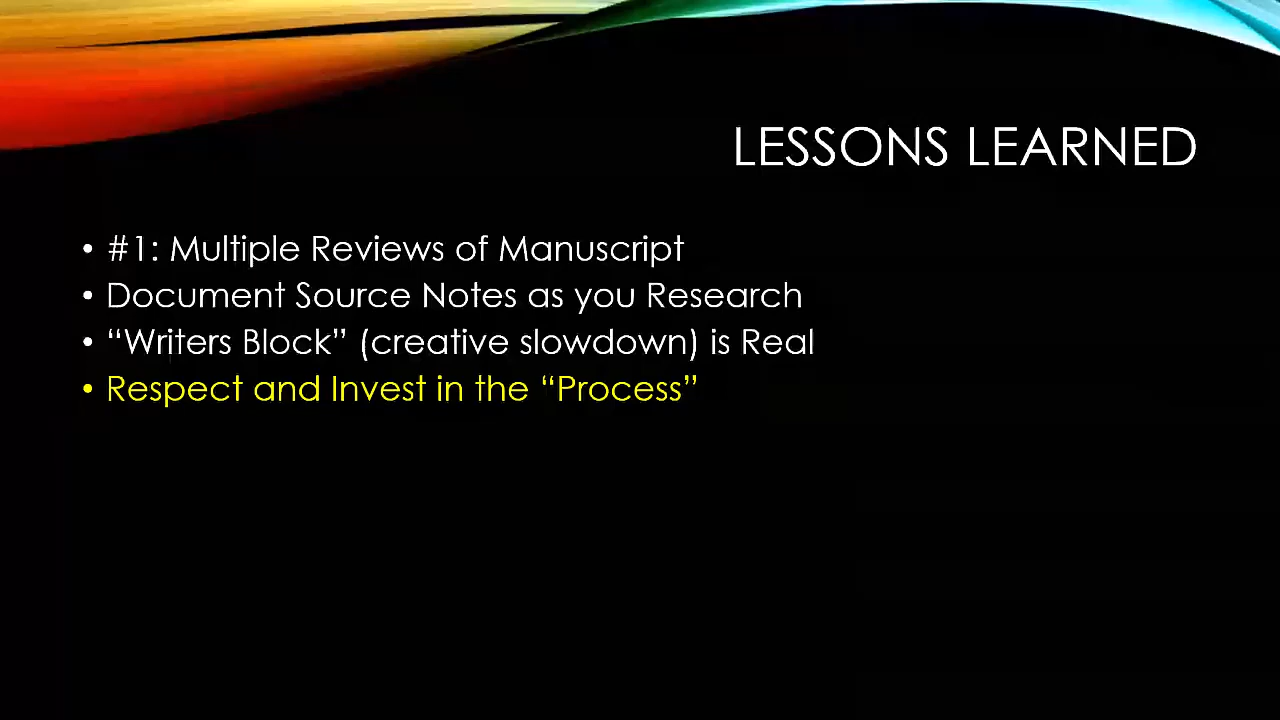 LESSONS LEARNED
• #1: Multiple Reviews of Manuscript
• Document Source Notes as you Research
• “Writers Block” (creative slowdown) is Real
• Respect and Invest in the “Process”